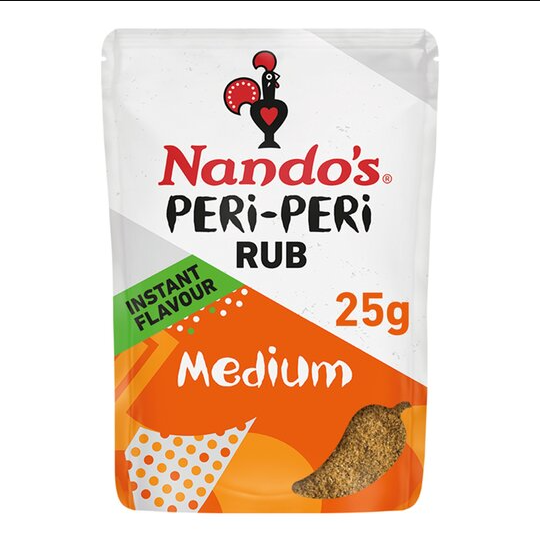 Nando's®
PERi-PERi
RUB
INSTANT
FLAVOUR
25g
Medium